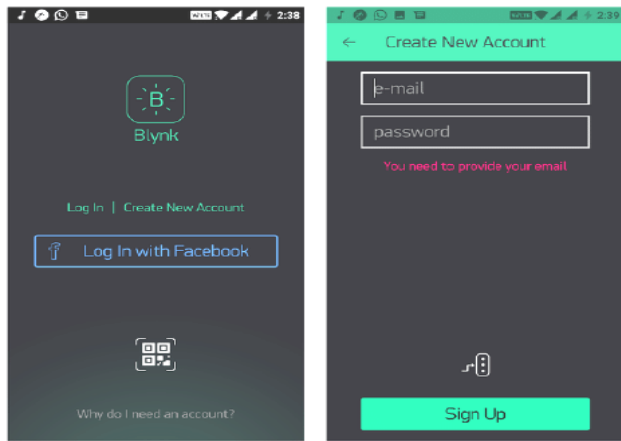 2:38
B
Blynk
Log In | Create New Account
f Log In with Facebook
Why do I need an account?
2:39
← Create New Account
e-mail
password
You need to provide your email
Sign Up